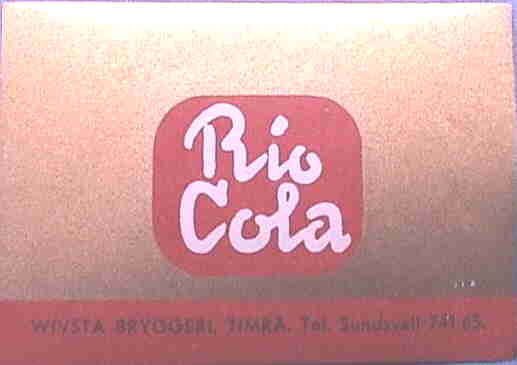 Rio
Cola
WIVSTA BRYGGERI, TIMRÅ. Tel. Sundsvall 741 65.